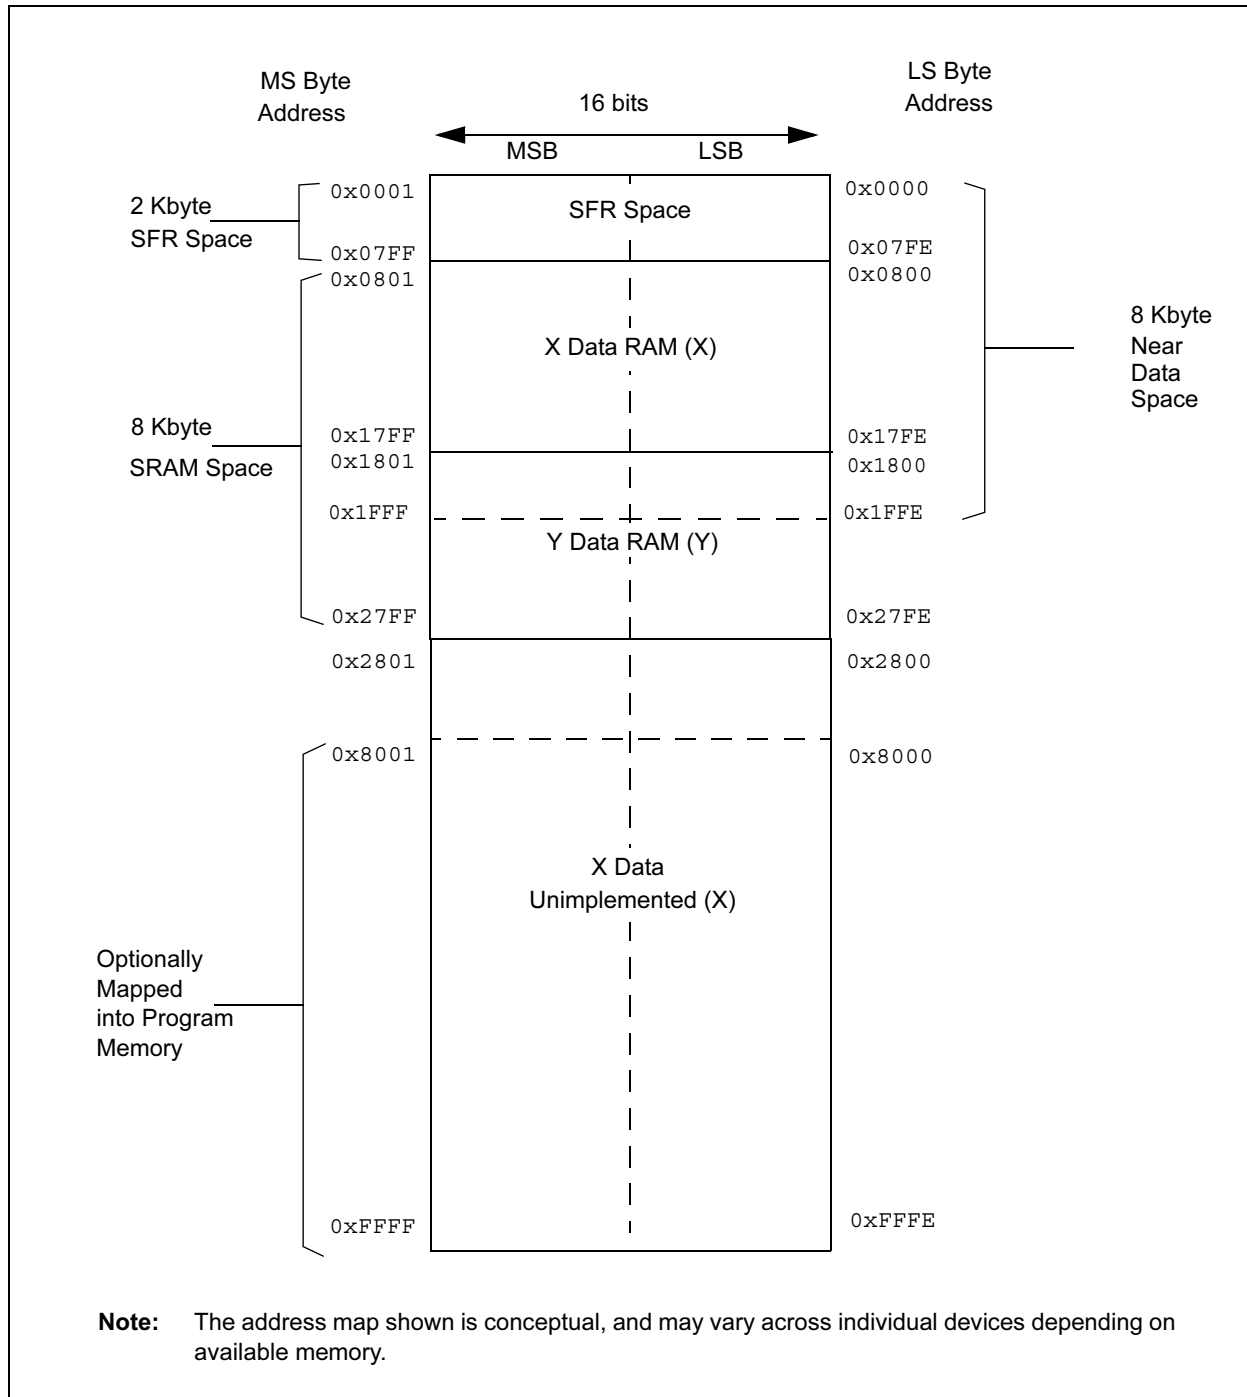 MS Byte
Address
16 bits
LS Byte
Address
MSB
LSB
2 Kbyte
SFR Space
0x0001
SFR Space
0x0000
0x07FF
0x07FE
0x0801
0x0800
8 Kbyte
Near
Data
Space
X Data RAM (X)
8 Kbyte
SRAM Space
0x17FF
0x17FE
0x1801
0x1800
0x1FFF
0x1FFE
Y Data RAM (Y)
0x27FF
0x27FE
0x2801
0x2800
0x8001
0x8000
X Data
Unimplemented (X)
Optionally
Mapped
into Program
Memory
0xFFFF
0xFFFE
Note: The address map shown is conceptual, and may vary across individual devices depending on
available memory.